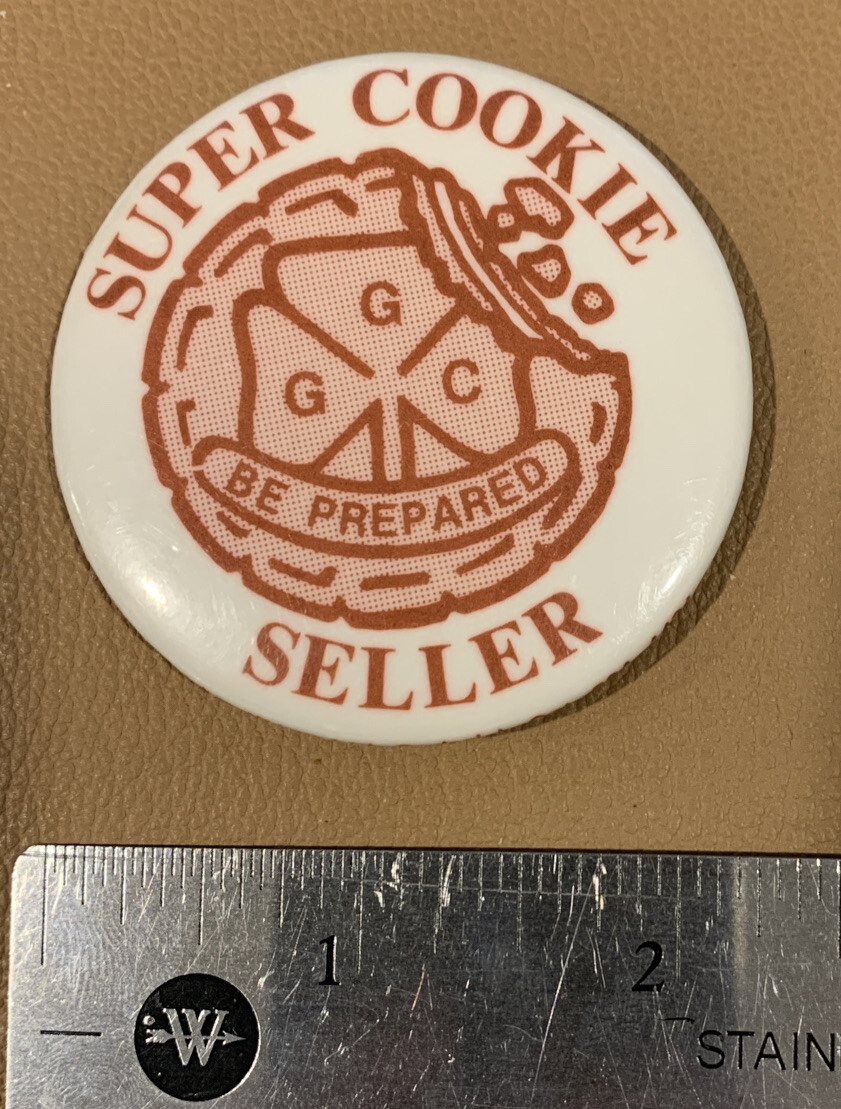 SUPER COOKIE
G
G C
BE PREPARED
SELLER
1 2
W
STAIN